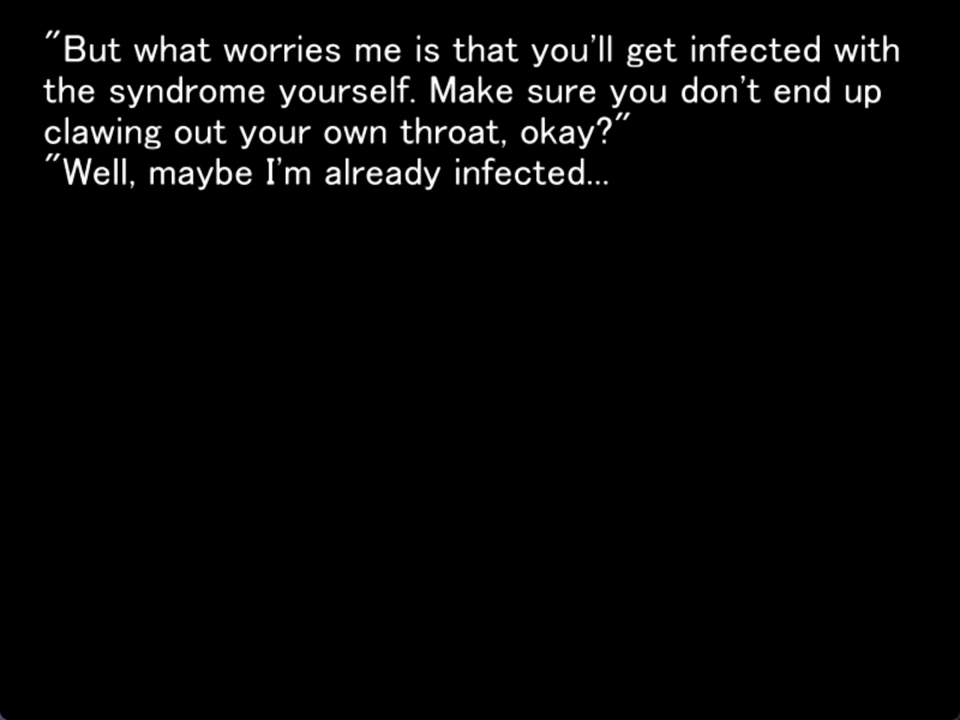 "But what worries me is that you'll get infected with
the syndrome yourself. Make sure you don't end up
clawing out your own throat, okay?"
"Well, maybe I'm already infected...